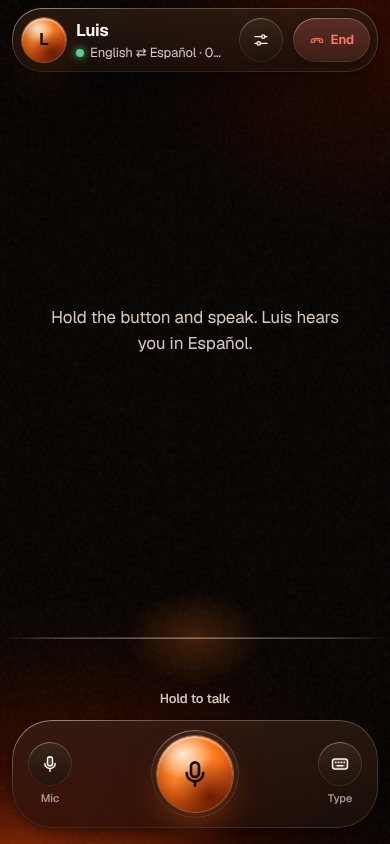 L
Luis
English ⇄ Español · 0...
End
Hold the button and speak. Luis hears
you in Español.
Hold to talk
Mic
Type